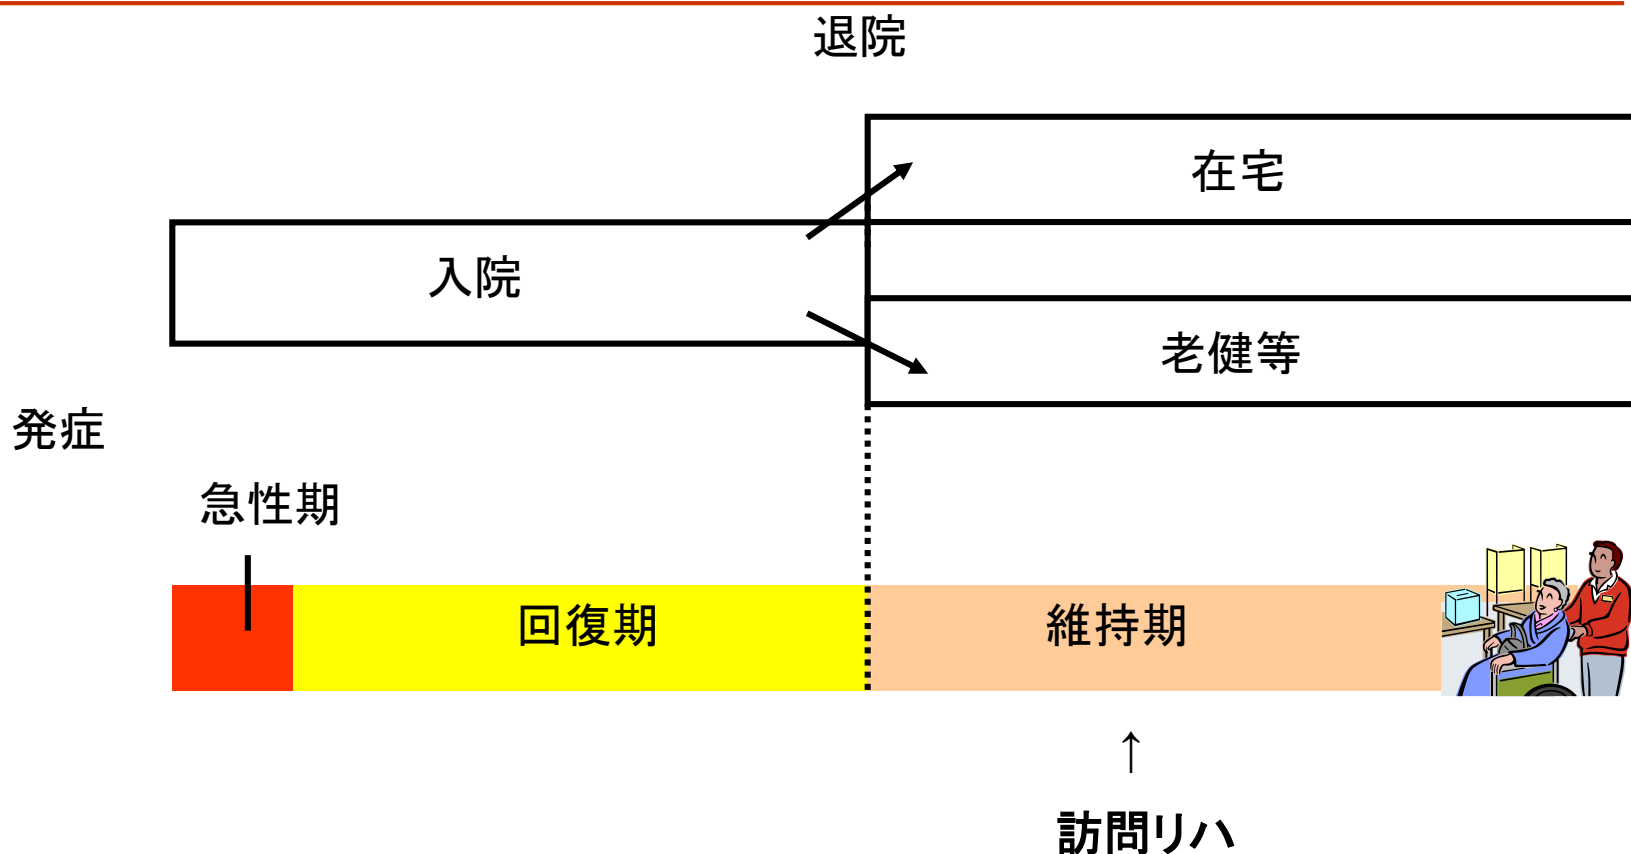 退院
在宅
入院
老健等
発症
急性期
回復期
維持期
↑
訪問リハ